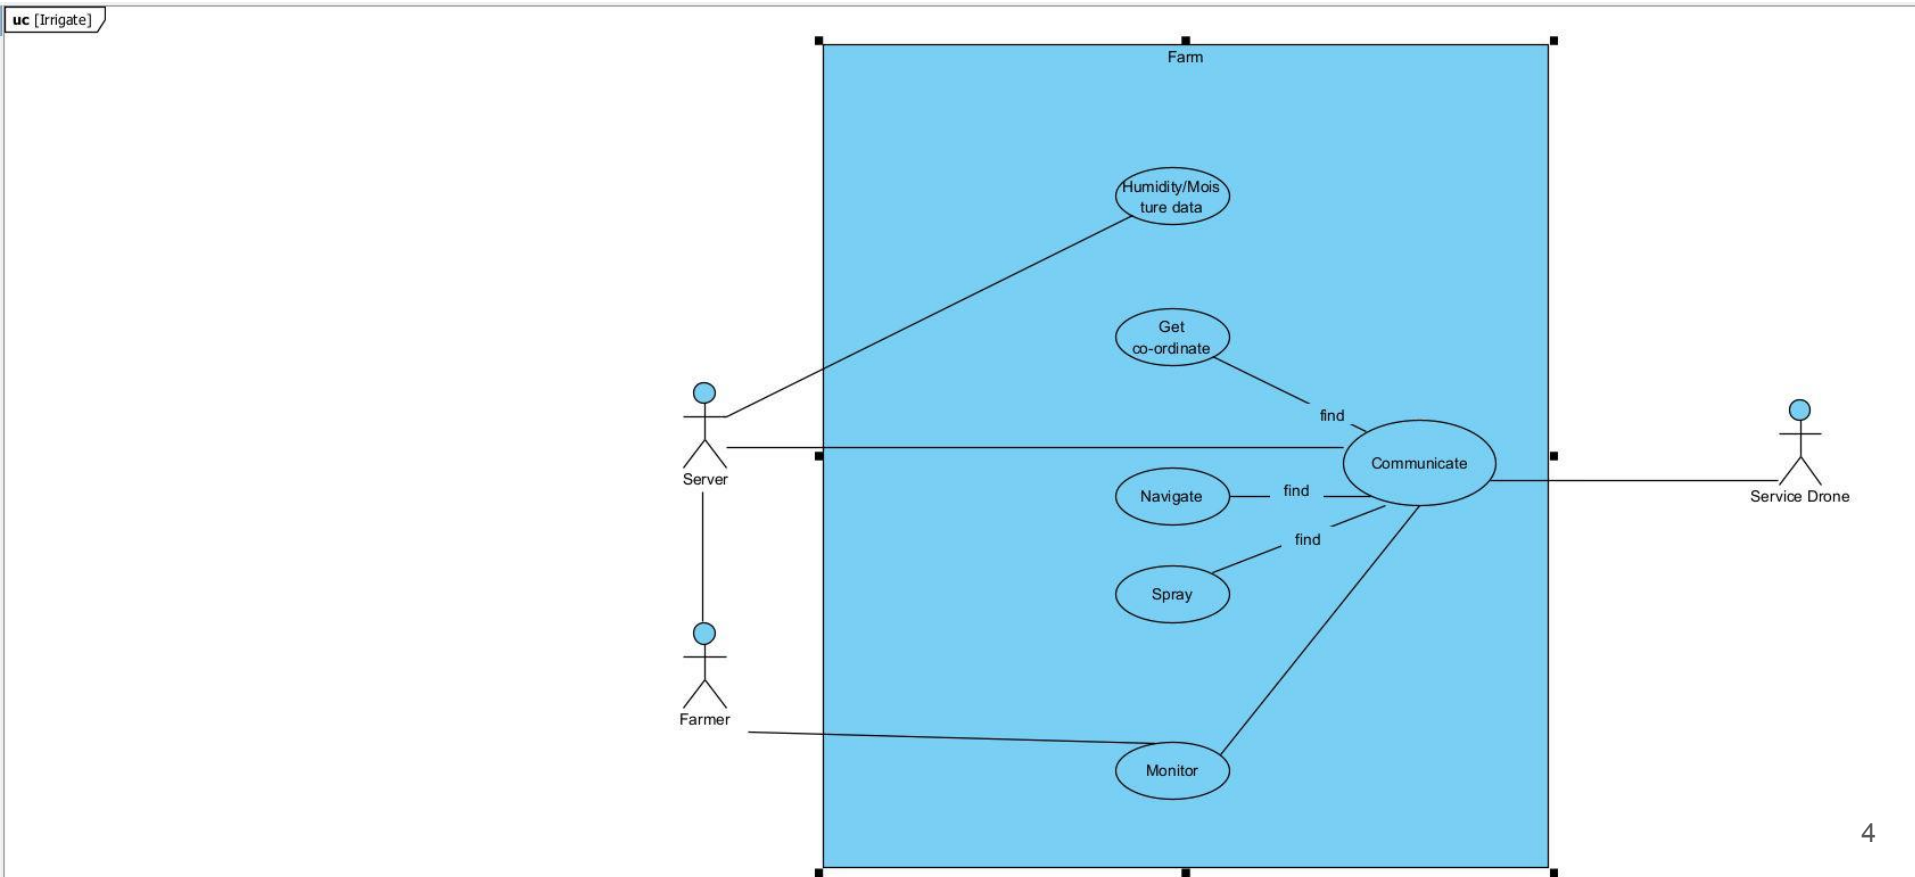 uc [Irrigate]
Farm
Humidity/Mois
ture data
Get
co-ordinate
find
Communicate
Server
Service Drone
Navigate
find
find
Spray
Farmer
Monitor
4